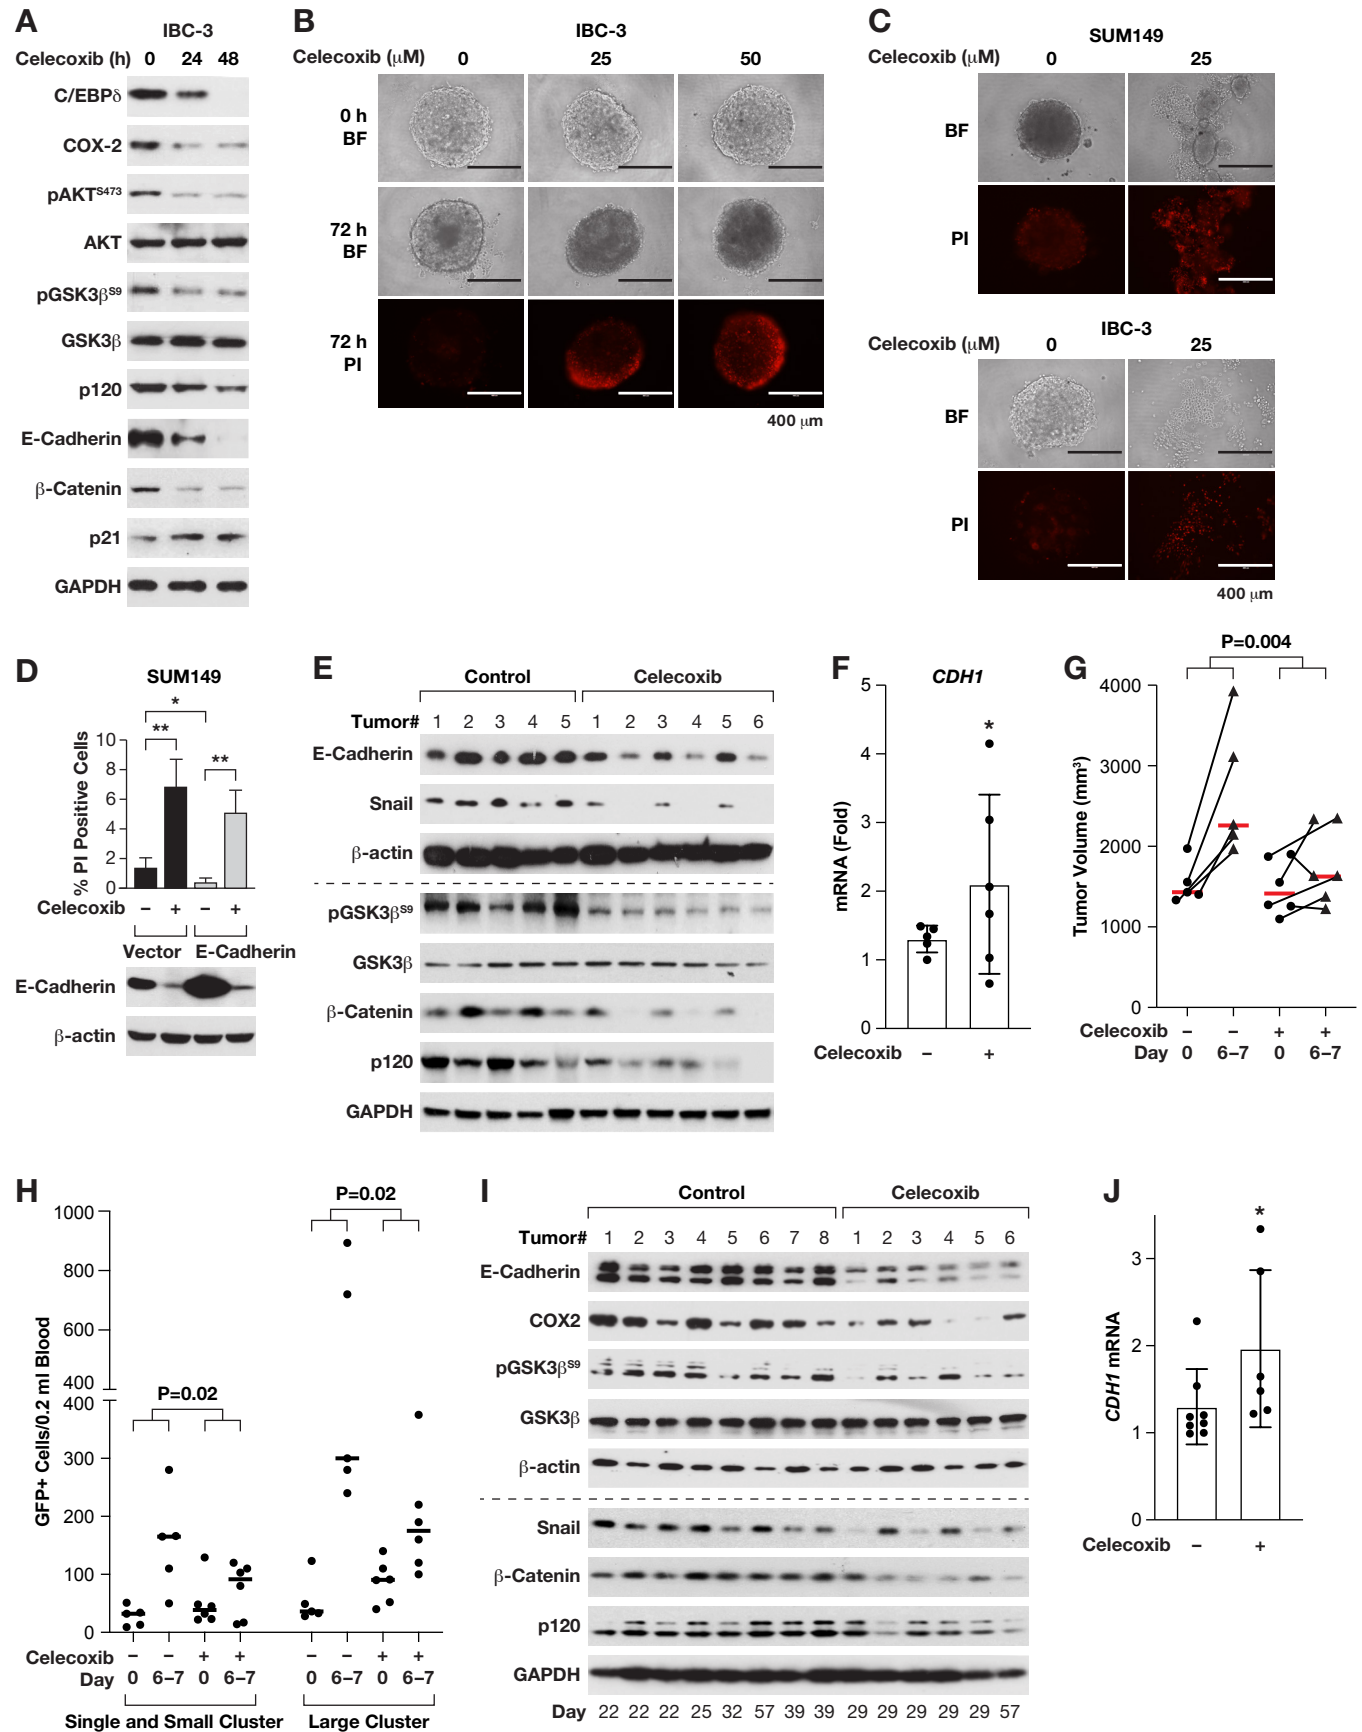 A
IBC-3
Celecoxib (h) 0 24 48
C/EBPδ
COX-2
pAKTS473
AKT
pGSK3βS9
GSK3β
p120
E-Cadherin
β-Catenin
p21
GAPDH
B
IBC-3
Celecoxib (μM) 0 25 50
0 h
BF
72 h
BF
72 h
PI
400 μm
C
SUM149
Celecoxib (μM) 0 25
BF
PI
IBC-3
Celecoxib (μM) 0 25
BF
PI
400 μm
D
SUM149
*
** **
% PI Positive Cells
10
8
6
4
2
0
Celecoxib − + − +
Vector E-Cadherin
E-Cadherin
β-actin
E
Control Celecoxib
Tumor# 1 2 3 4 5 1 2 3 4 5 6
E-Cadherin
Snail
β-actin
pGSK3βS9
GSK3β
β-Catenin
p120
GAPDH
F
CDH1
*
mRNA (Fold)
5
4
3
2
1
0
Celecoxib − +
G
P=0.004
Tumor Volume (mm3)
4000
3000
2000
1000
0
Celecoxib − − + +
Day 0 6–7 0 6–7
H
P=0.02
P=0.02
GFP+ Cells/0.2 ml Blood
1000
800
600
400
400
300
200
100
0
Celecoxib − − + + − − + +
Day 0 6–7 0 6–7 0 6–7 0 6–7
Single and Small Cluster Large Cluster
I
Control Celecoxib
Tumor# 1 2 3 4 5 6 7 8 1 2 3 4 5 6
E-Cadherin
COX2
pGSK3βS9
GSK3β
β-actin
Snail
β-Catenin
p120
GAPDH
Day 22 22 22 25 32 57 39 39 29 29 29 29 29 57
J
*
CDH1 mRNA
3
2
1
0
Celecoxib − +